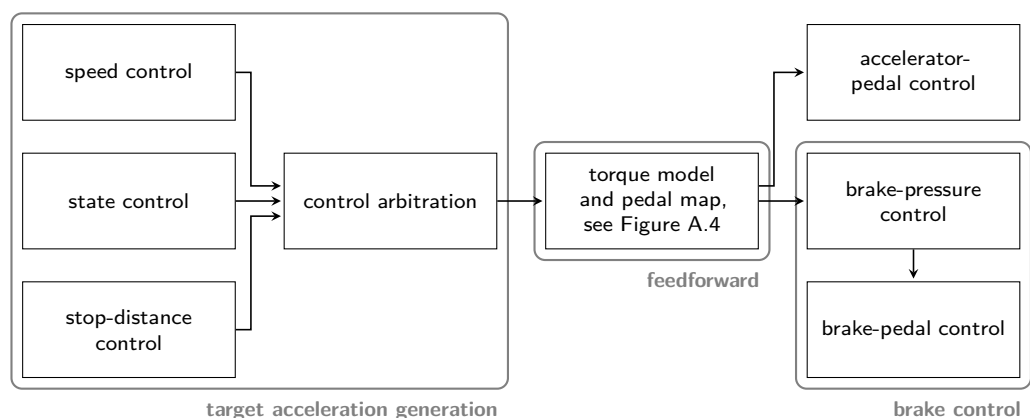 speed control
state control
stop-distance
control
control arbitration
target acceleration generation
torque model
and pedal map,
see Figure A.4
feedforward
accelerator-
pedal control
brake-pressure
control
brake-pedal control
brake control